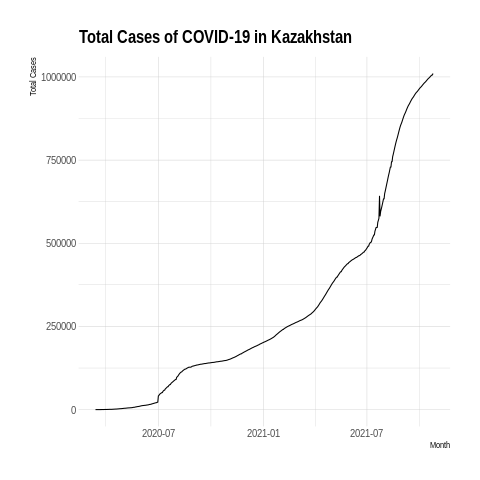 Total Cases of COVID-19 in Kazakhstan
Total Cases
1000000
750000
500000
250000
0
2020-07 2021-01 2021-07
Month